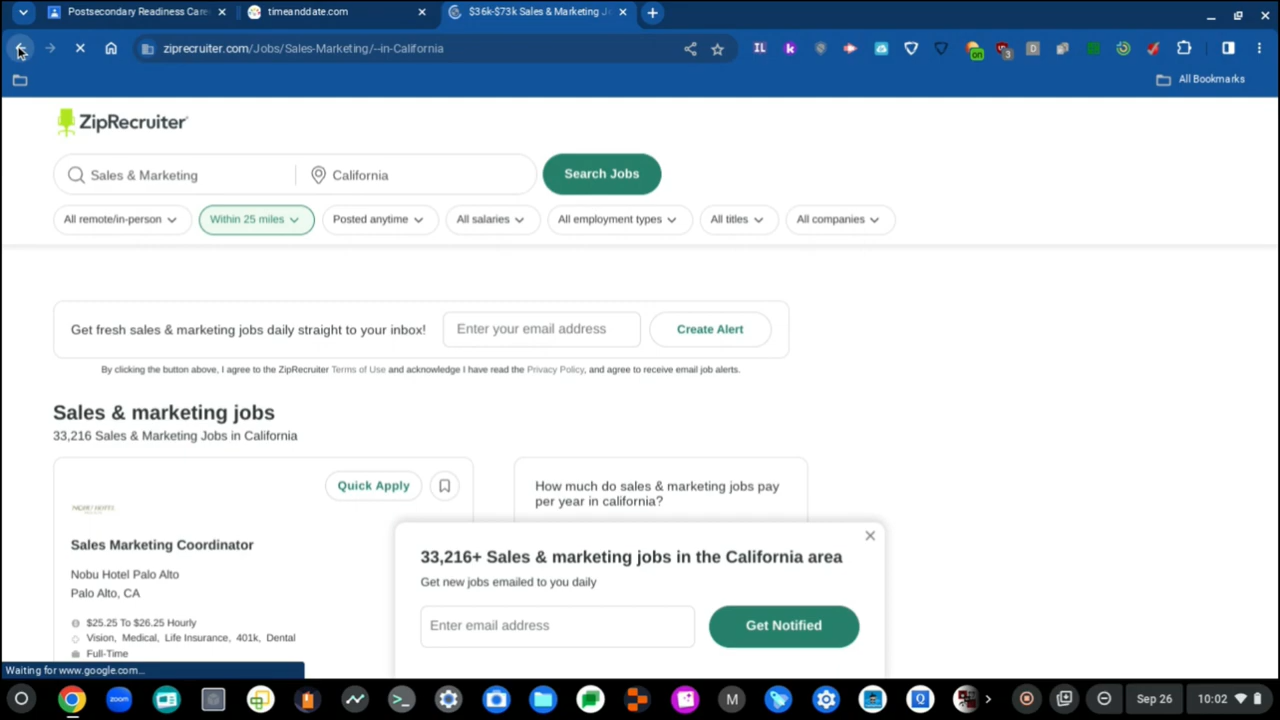 Postsecondary Readiness Care
timeanddate.com
$36k-$73k Sales & Marketing J
ziprecruiter.com/Jobs/Sales-Marketing/--in-California
All Bookmarks
ZipRecruiter
Sales & Marketing
California
Search Jobs
All remote/in-person
Within 25 miles
Posted anytime
All salaries
All employment types
All titles
All companies
Get fresh sales & marketing jobs daily straight to your inbox!
Enter your email address
Create Alert
By clicking the button above, I agree to the ZipRecruiter Terms of Use and acknowledge I have read the Privacy Policy, and agree to receive email job alerts.
Sales & marketing jobs
33,216 Sales & Marketing Jobs in California
Quick Apply
NOBU HOTEL
Sales Marketing Coordinator
Nobu Hotel Palo Alto
Palo Alto, CA
$25.25 To $26.25 Hourly
Vision, Medical, Life Insurance, 401k, Dental
Full-Time
How much do sales & marketing jobs pay
per year in california?
33,216+ Sales & marketing jobs in the California area
Get new jobs emailed to you daily
Enter email address
Get Notified
Waiting for www.google.com...
zoom
M
Q
Sep 26
10:02
IL
k
on
3
D